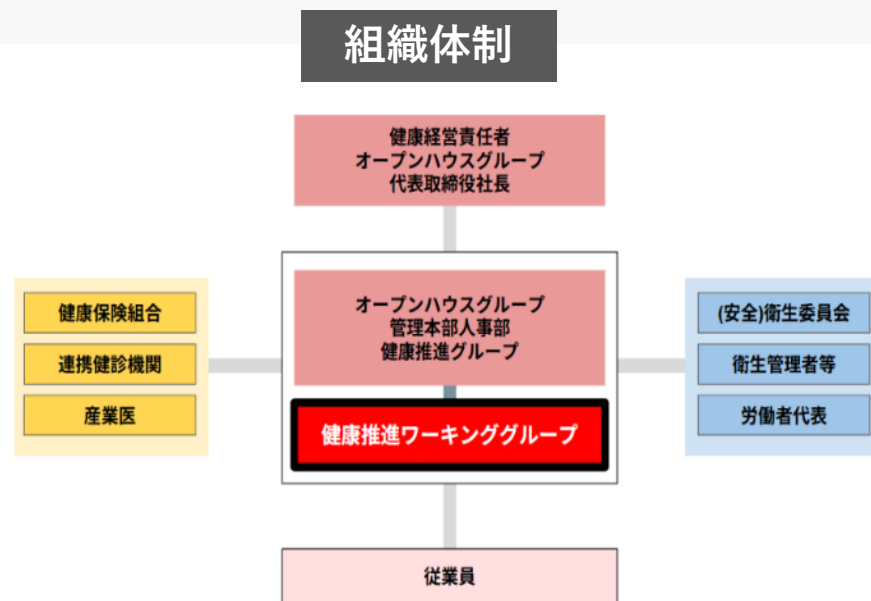 組織体制
健康経営責任者
オープンハウスグループ
代表取締役社長
健康保険組合
連携健診機関
産業医
オープンハウスグループ
管理本部人事部
健康推進グループ
健康推進ワーキンググループ
(安全)衛生委員会
衛生管理者等
労働者代表
従業員